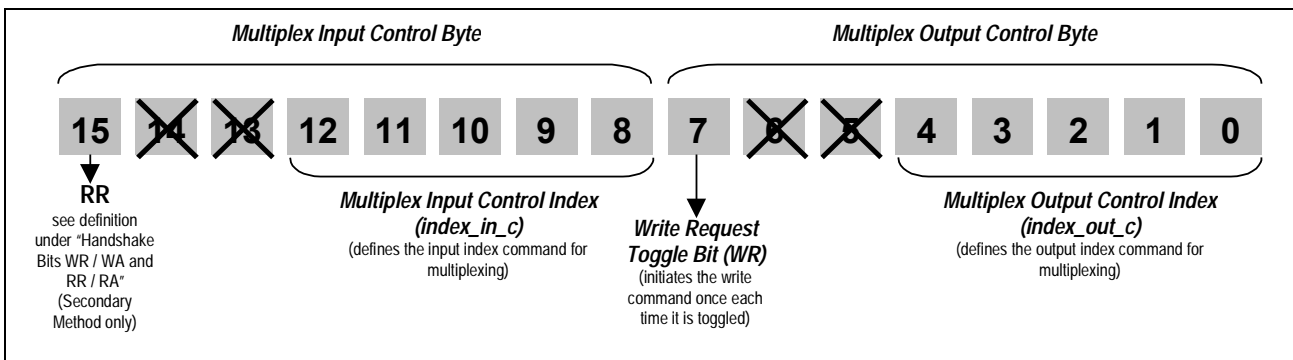 Multiplex Input Control Byte
Multiplex Output Control Byte
15 14 13 12 11 10 9 8 7 6 5 4 3 2 1 0
RR
see definition
under "Handshake
Bits WR / WA and
RR / RA"
(Secondary
Method only)
Multiplex Input Control Index
(index_in_c)
(defines the input index command for
multiplexing)
Write Request
Toggle Bit (WR)
(initiates the write
command once each
time it is toggled)
Multiplex Output Control Index
(index_out_c)
(defines the output index command for
multiplexing)